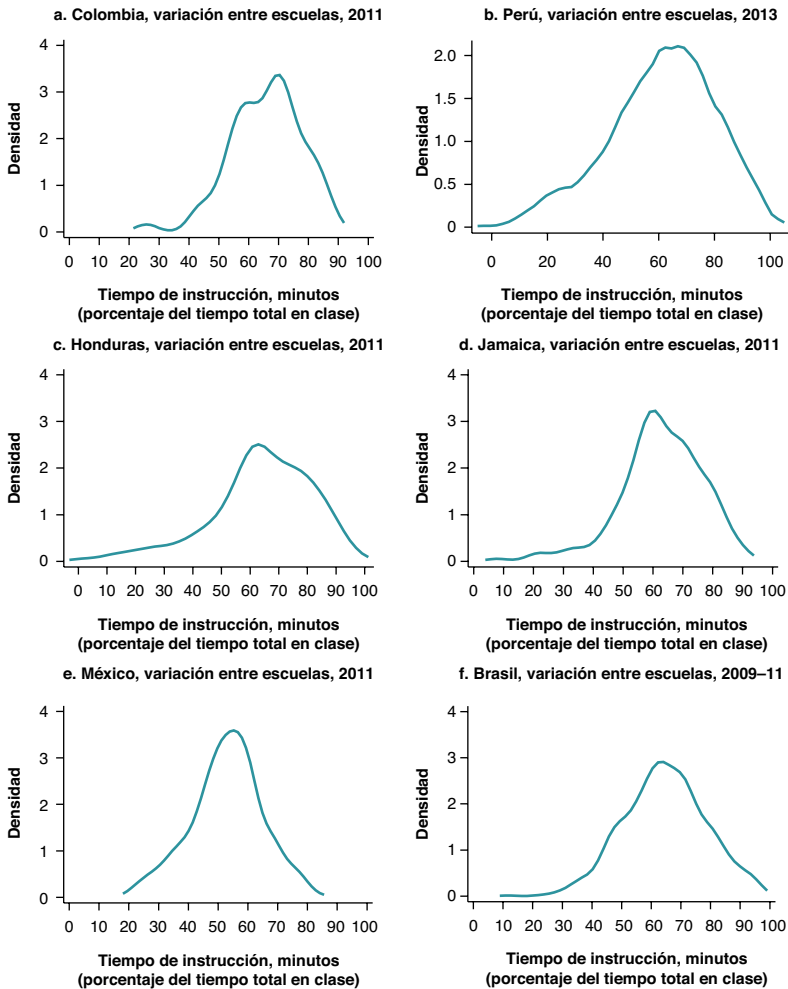 a. Colombia, variación entre escuelas, 2011
4
3
2
1
0
Densidad
0 10 20 30 40 50 60 70 80 90 100
Tiempo de instrucción, minutos
(porcentaje del tiempo total en clase)
b. Perú, variación entre escuelas, 2013
2.0
1.5
1.0
0.5
0
Densidad
0 20 40 60 80 100
Tiempo de instrucción, minutos
(porcentaje del tiempo total en clase)
c. Honduras, variación entre escuelas, 2011
4
3
2
1
0
Densidad
0 10 20 30 40 50 60 70 80 90 100
Tiempo de instrucción, minutos
(porcentaje del tiempo total en clase)
d. Jamaica, variación entre escuelas, 2011
4
3
2
1
0
Densidad
0 10 20 30 40 50 60 70 80 90 100
Tiempo de instrucción, minutos
(porcentaje del tiempo total en clase)
e. México, variación entre escuelas, 2011
4
3
2
1
0
Densidad
0 10 20 30 40 50 60 70 80 90 100
Tiempo de instrucción, minutos
(porcentaje del tiempo total en clase)
f. Brasil, variación entre escuelas, 2009–11
4
3
2
1
0
Densidad
0 10 20 30 40 50 60 70 80 90 100
Tiempo de instrucción, minutos
(porcentaje del tiempo total en clase)